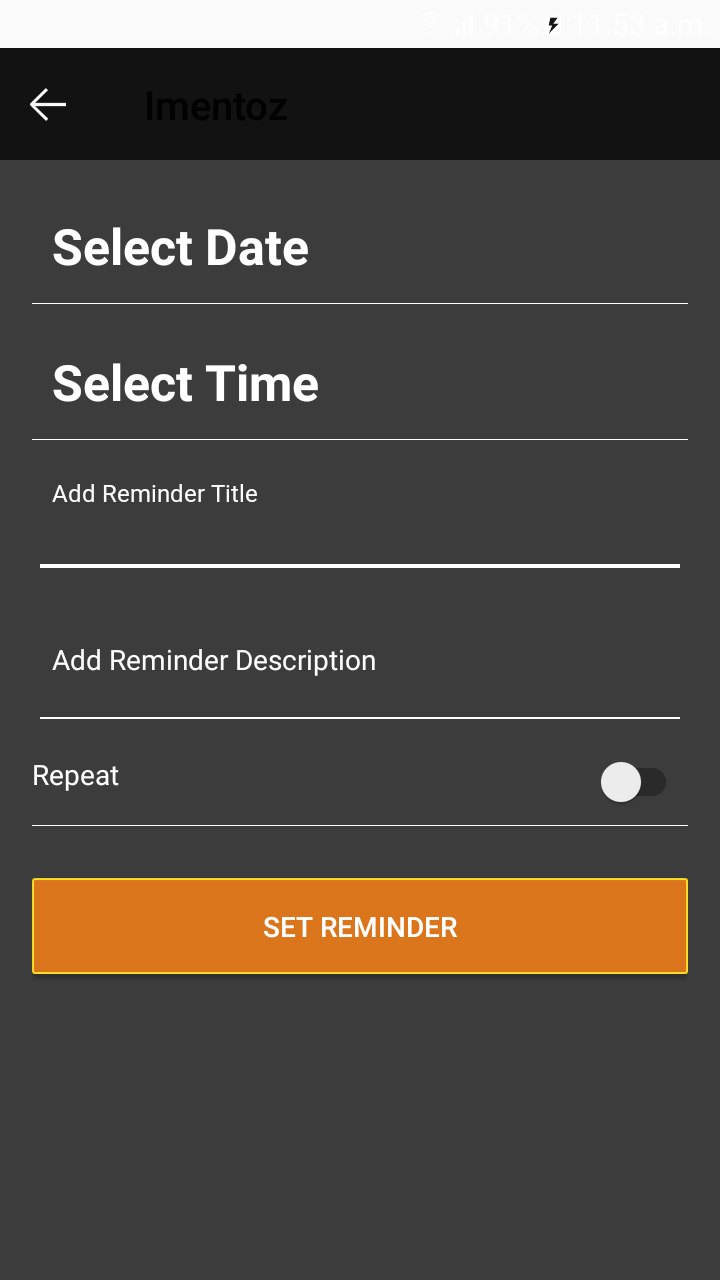 91% 11:53 a.m.
Imentoz
Select Date
Select Time
Add Reminder Title
Add Reminder Description
Repeat
SET REMINDER